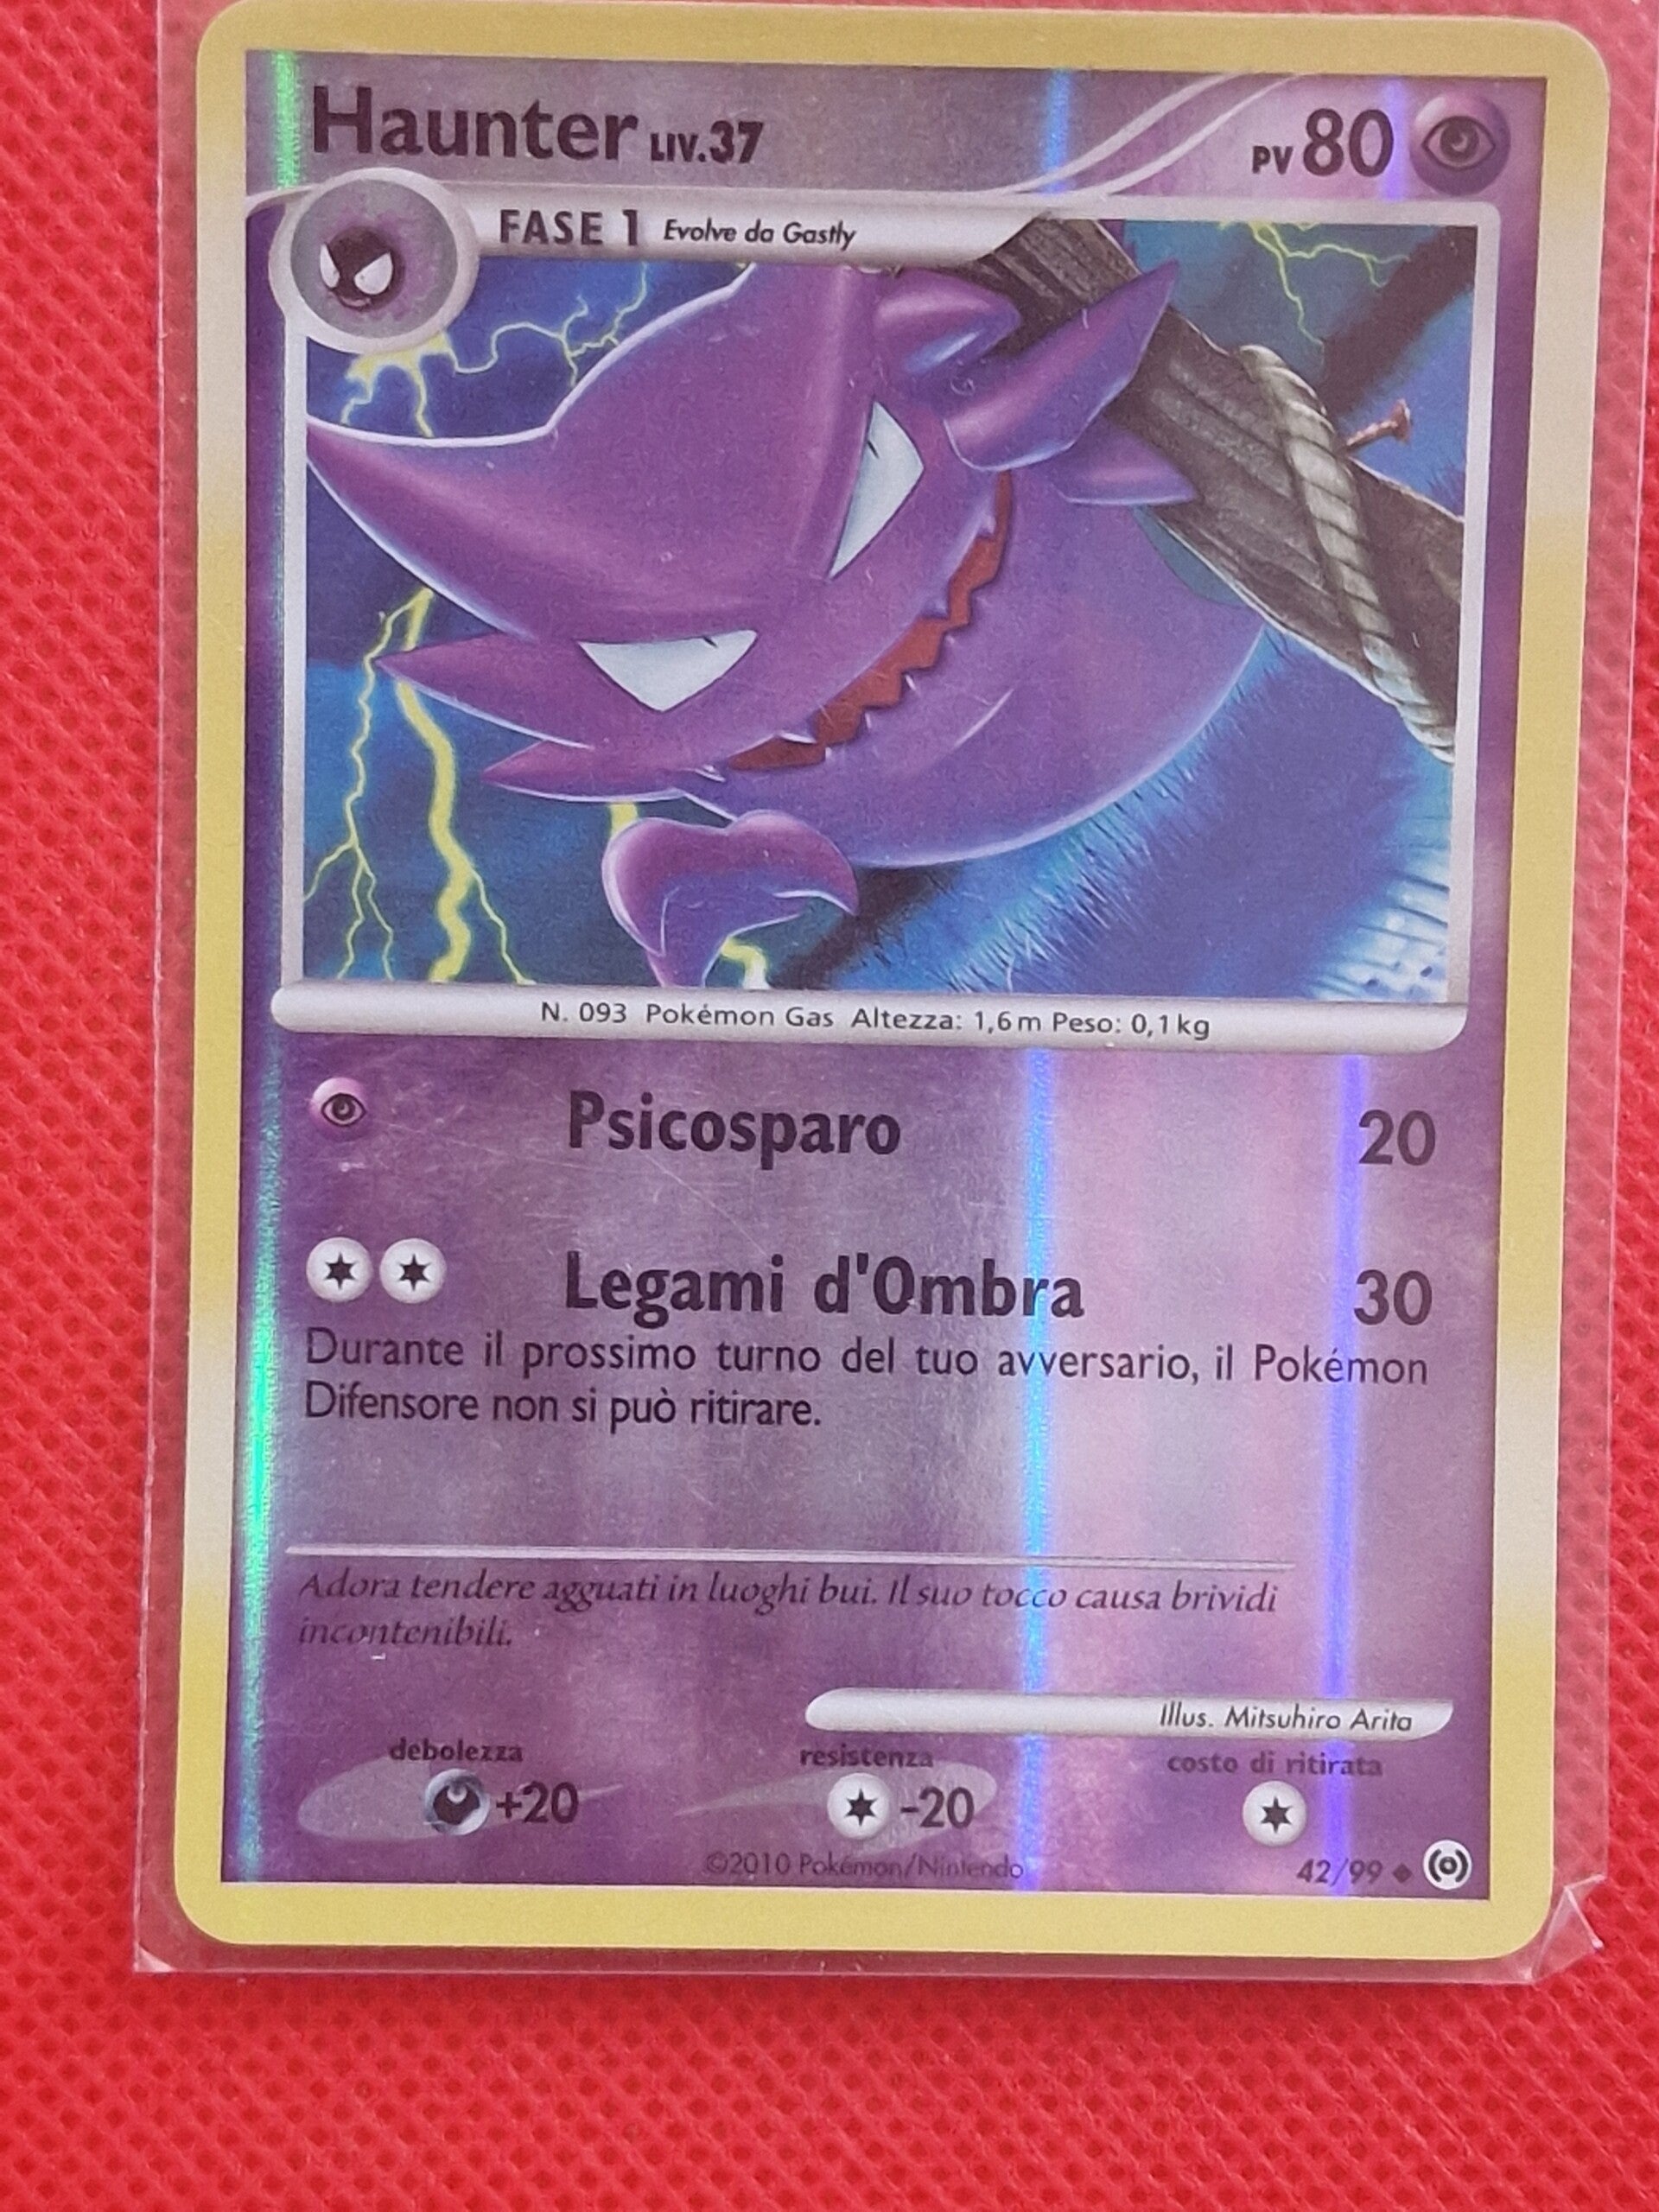 Haunter LIV.37
PV 80
FASE 1 Evolve da Gastly
N. 093 Pokémon Gas Altezza: 1,6 m Peso: 0,1 kg
Psicosparo 20
Legami d'Ombra 30
Durante il prossimo turno del tuo avversario, il Pokémon
Difensore non si può ritirare.
Adora tendere agguati in luoghi bui. Il suo tocco causa brividi
incontenibili.
Illus. Mitsuhiro Arita
debolezza resistenza costo di ritirata
+20 -20
©2010 Pokémon/Nintendo 42/99